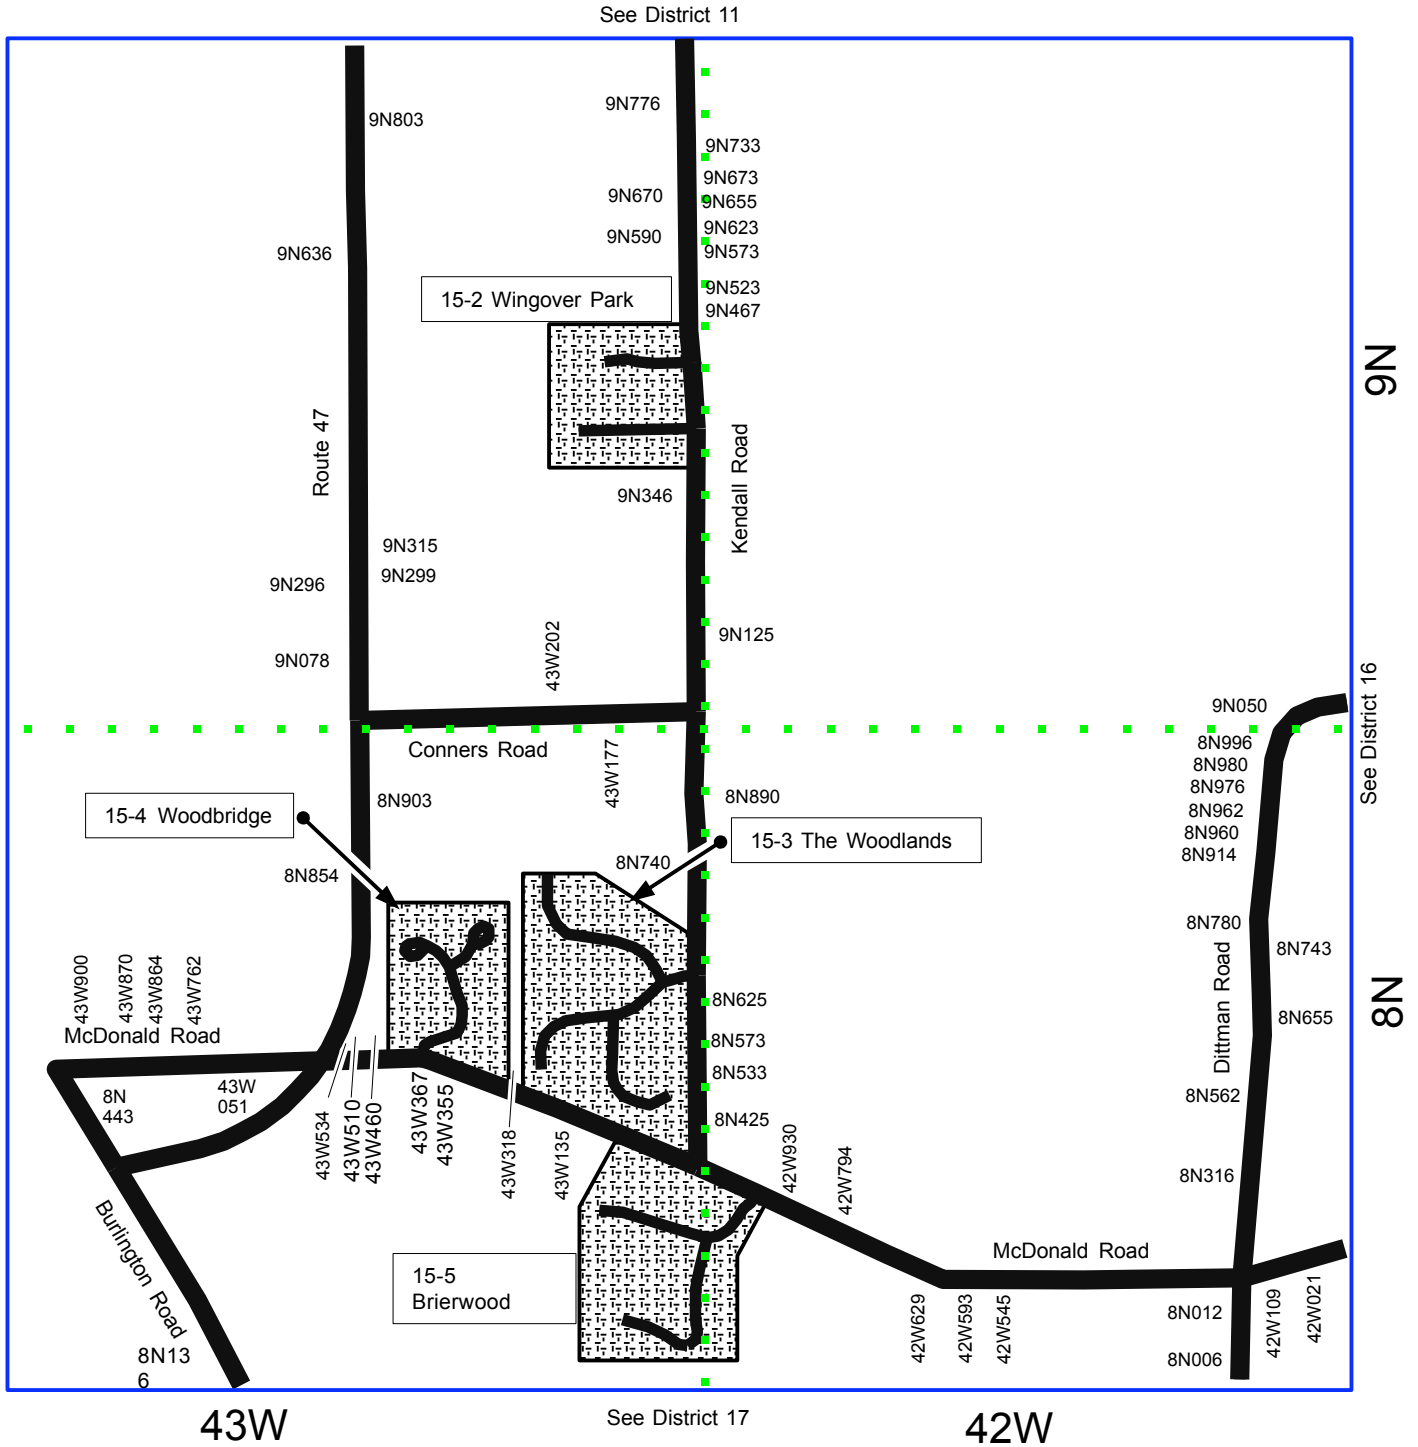 See District 11
9N776
9N803
9N733
9N673
9N670
9N655
9N623
9N590
9N573
9N636
9N523
9N467
15-2 Wingover Park
9N
Route 47
Kendall Road
9N346
9N315
9N299
9N296
9N125
43W202
9N078
See District 16
9N050
Conners Road
43W177
8N996
8N980
8N976
8N962
8N960
8N914
8N903
8N890
15-4 Woodbridge
15-3 The Woodlands
8N740
8N854
8N780
8N743
Dittman Road
8N655
8N
43W900
43W870
43W864
43W762
McDonald Road
8N625
8N573
8N533
8N425
8N562
8N
443
43W
051
43W534
43W510
43W460
43W367
43W355
43W318
43W135
42W930
42W794
8N316
Burlington Road
McDonald Road
15-5
Brierwood
42W629
42W593
42W545
8N012
8N006
42W109
42W021
8N13
6
43W
See District 17
42W